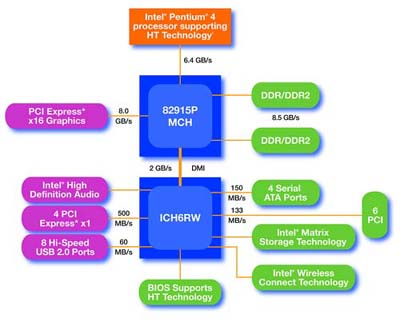 Intel® Pentium® 4
processor supporting
HT Technology¹
6.4 GB/s
PCI Express*
x16 Graphics
8.0
GB/s
82915P
MCH
DDR/DDR2
8.5 GB/s
DDR/DDR2
2 GB/s
DMI
Intel® High
Definition Audio
4 PCI
Express* x1
500
MB/s
8 Hi-Speed
USB 2.0 Ports
60
MB/s
ICH6RW
150
MB/s
4 Serial
ATA Ports
133
MB/s
6
PCI
Intel® Matrix
Storage Technology
Intel® Wireless
Connect Technology
BIOS Supports
HT Technology